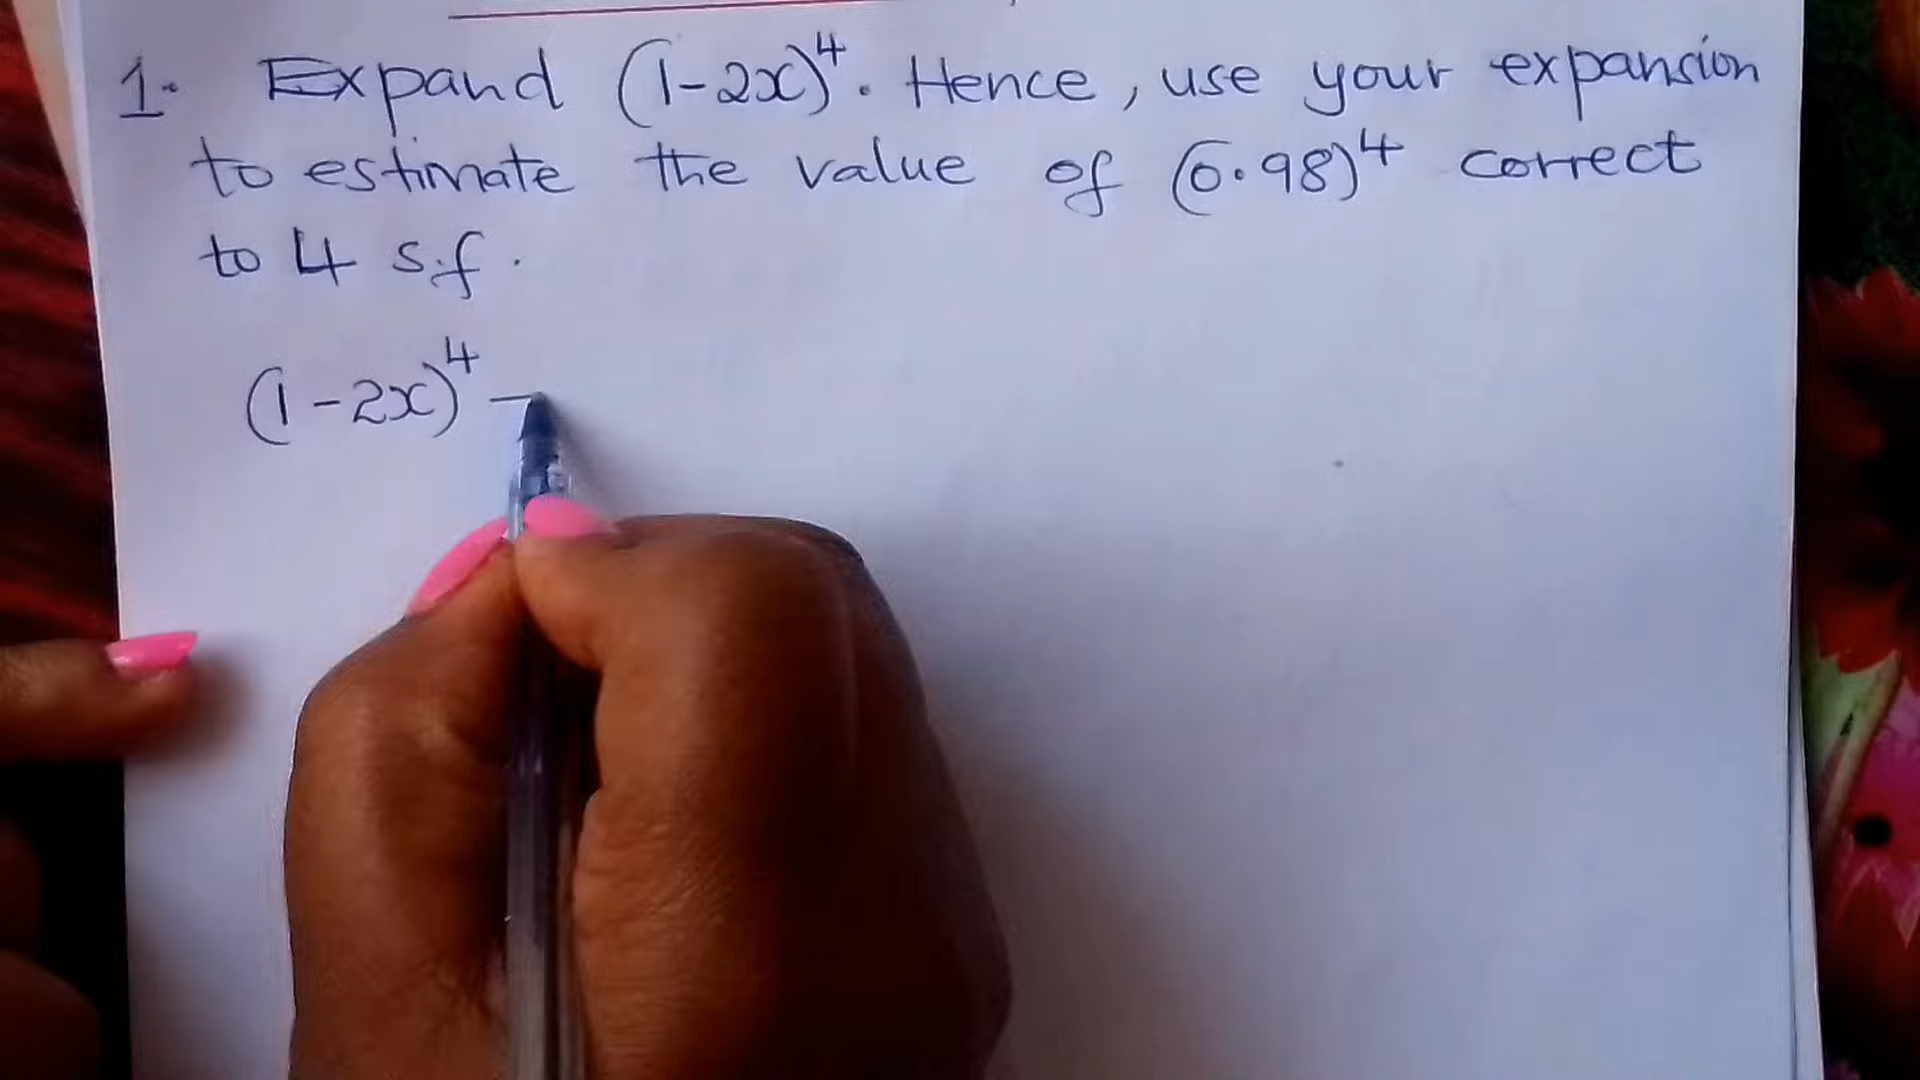 1. Expand (1-2x)⁴. Hence, use your expansion
to estimate the value of (0.98)⁴ correct
to 4 s.f.
(1-2x)⁴ -